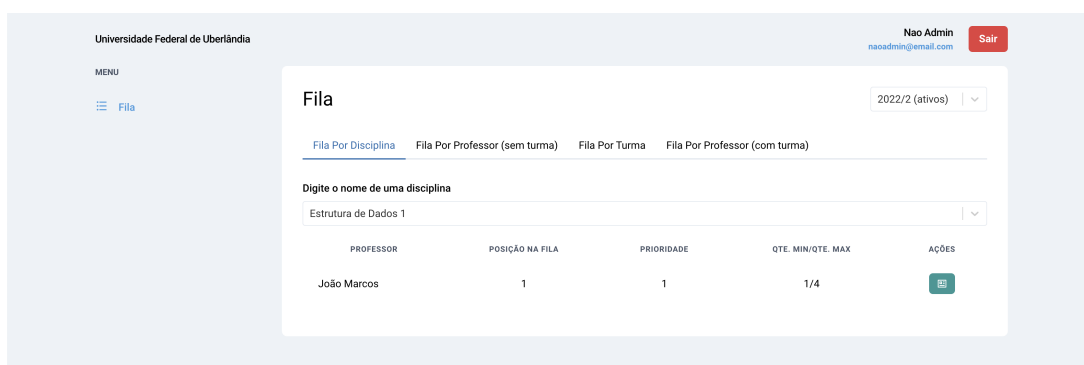 Universidade Federal de Uberlândia
Nao Admin
naoadmin@email.com
Sair
MENU
Fila
Fila
2022/2 (ativos)
Fila Por Disciplina Fila Por Professor (sem turma) Fila Por Turma Fila Por Professor (com turma)
Digite o nome de uma disciplina
Estrutura de Dados 1
PROFESSOR POSIÇÃO NA FILA PRIORIDADE QTE. MIN/QTE. MAX AÇÕES
João Marcos 1 1 1/4